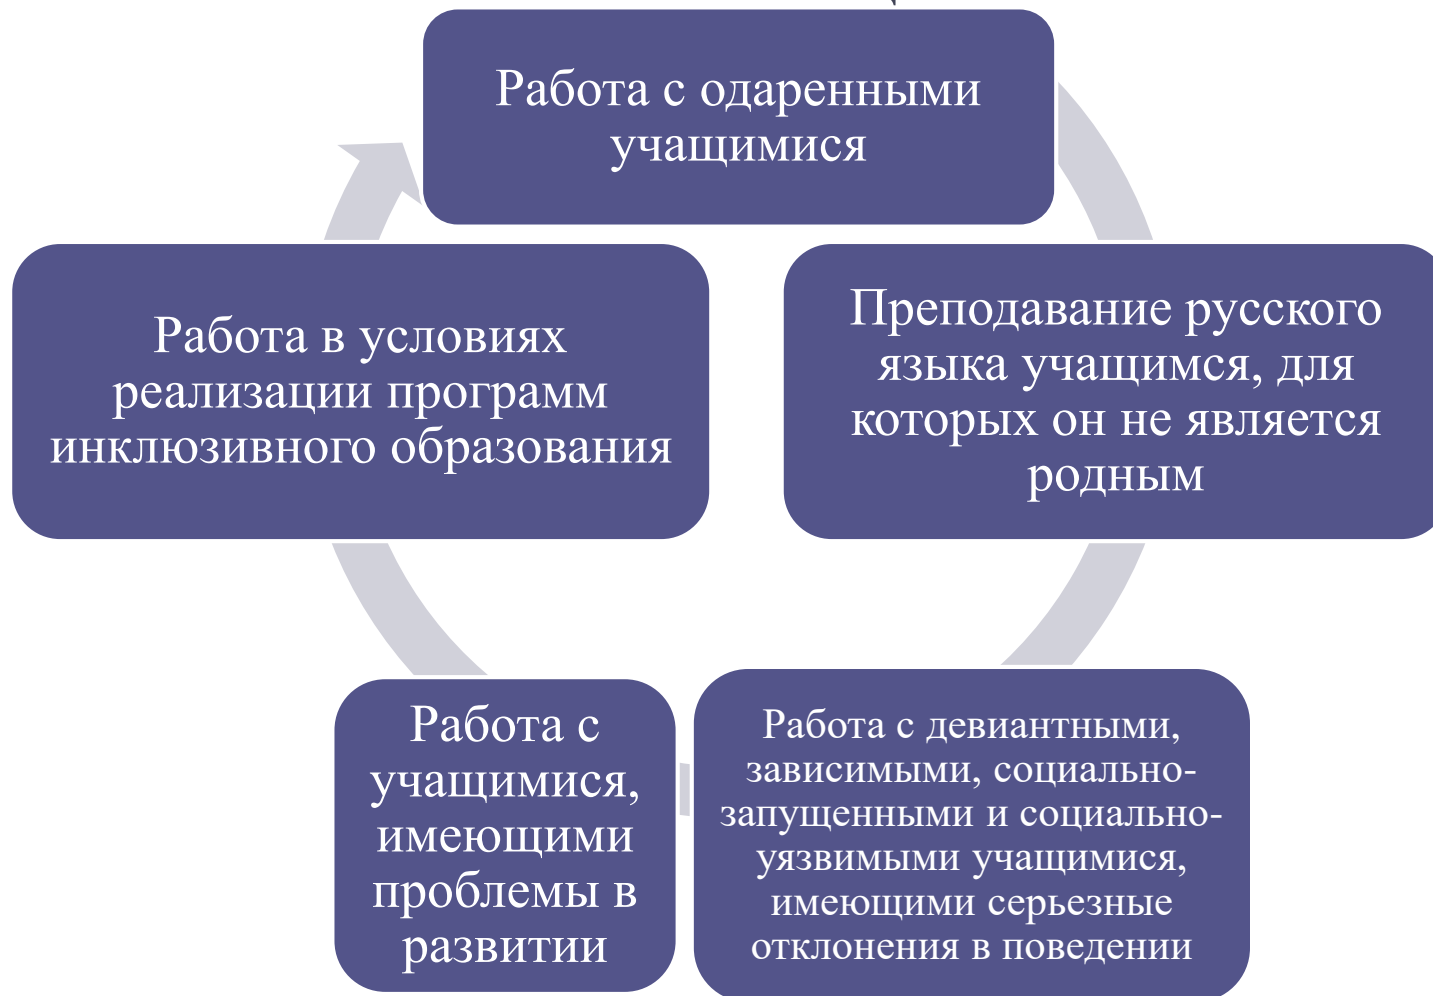 Работа с одаренными
учащимися
Преподавание русского
языка учащимся, для
которых он не является
родным
Работа с девиантными,
зависимыми, социально-
запущенными и социально-
уязвимыми учащимися,
имеющими серьезные
отклонения в поведении
Работа с
учащимися,
имеющими
проблемы в
развитии
Работа в условиях
реализации программ
инклюзивного образования